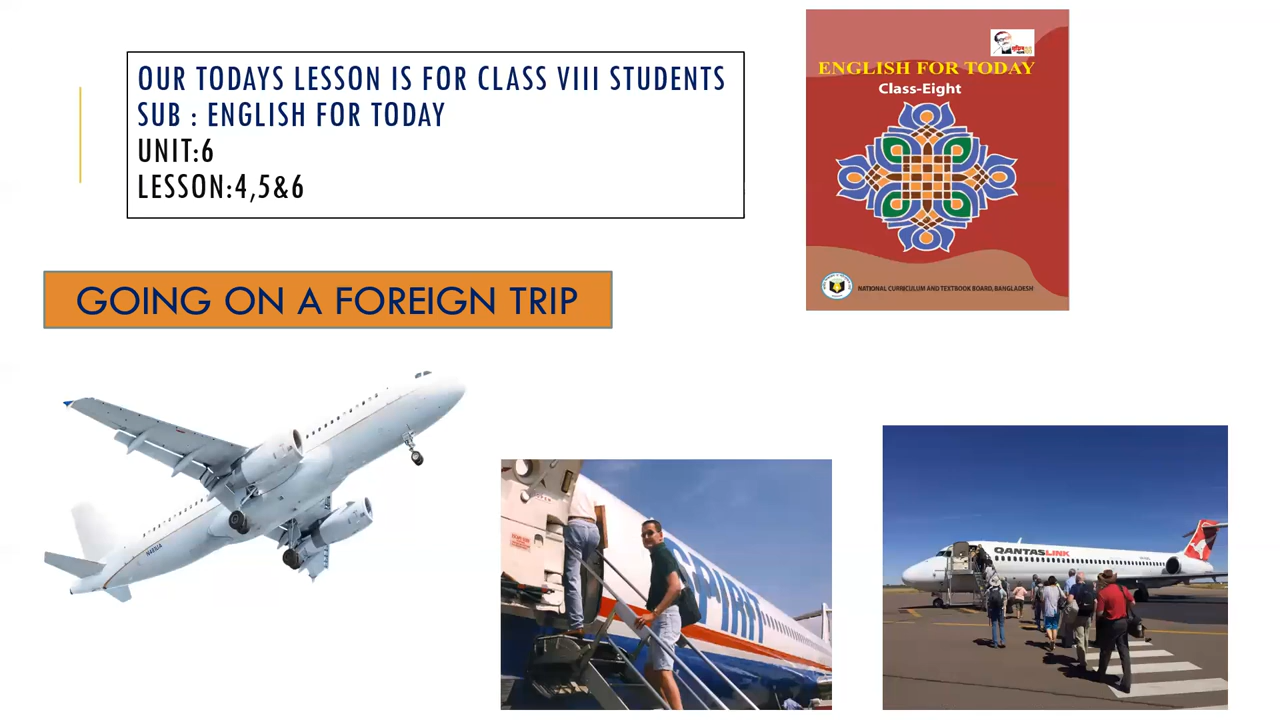 OUR TODAYS LESSON IS FOR CLASS VIII STUDENTS
SUB : ENGLISH FOR TODAY
UNIT:6
LESSON:4,5&6
ENGLISH FOR TODAY
Class-Eight
NATIONAL CURRICULUM AND TEXTBOOK BOARD, BANGLADESH
GOING ON A FOREIGN TRIP
SPIRIT
QANTASLINK